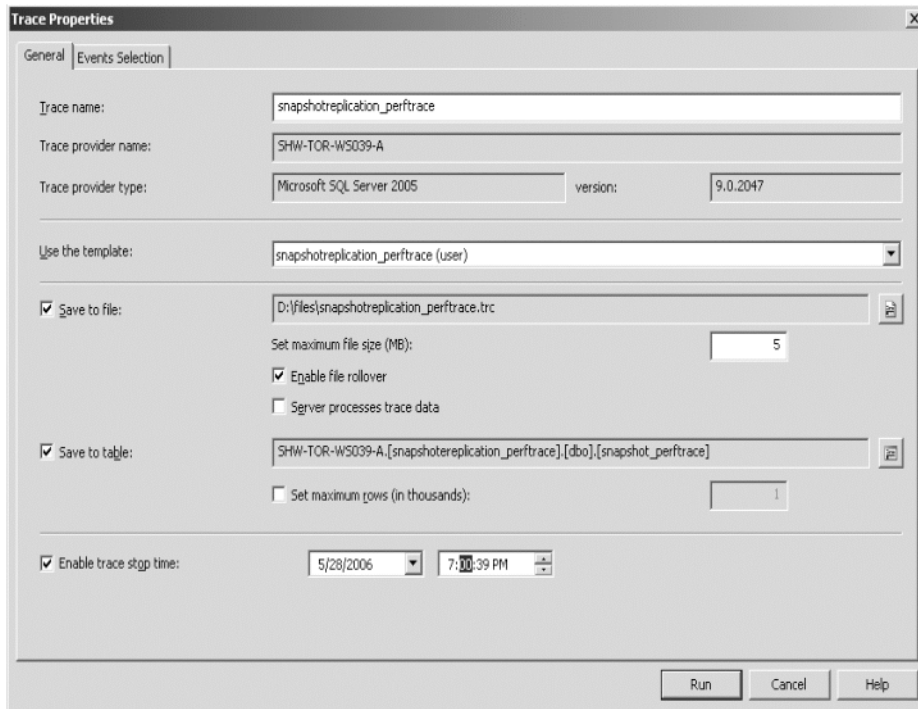 Trace Properties
General Events Selection
Trace name: snapshotreplication_perftrace
Trace provider name: SHW-TOR-WS039-A
Trace provider type: Microsoft SQL Server 2005 version: 9.0.2047
Use the template: snapshotreplication_perftrace (user)
Save to file: D:\files\snapshotreplication_perftrace.trc
Set maximum file size (MB): 5
Enable file rollover
Server processes trace data
Save to table: SHW-TOR-WS039-A.[snapshotereplication_perftrace].[dbo].[snapshot_perftrace]
Set maximum rows (in thousands): 1
Enable trace stop time: 5/28/2006 7:00:39 PM
Run Cancel Help